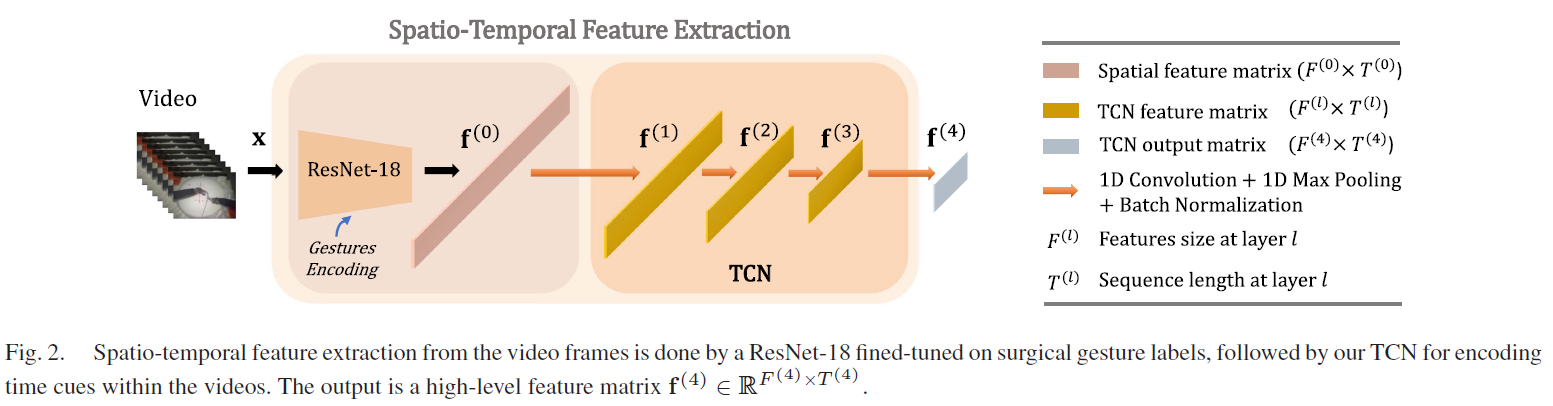 Spatio-Temporal Feature Extraction
Video
x
ResNet-18
Gestures
Encoding
f(0)
f(1)
f(2)
f(3)
f(4)
TCN
Spatial feature matrix (F(0)× T(0))
TCN feature matrix (F(l)× T(l))
TCN output matrix (F(4)× T(4))
1D Convolution + 1D Max Pooling
+ Batch Normalization
F(l) Features size at layer l
T(l) Sequence length at layer l
Fig. 2. Spatio-temporal feature extraction from the video frames is done by a ResNet-18 fined-tuned on surgical gesture labels, followed by our TCN for encoding
time cues within the videos. The output is a high-level feature matrix f(4) ∈ ℝF(4)×T(4).